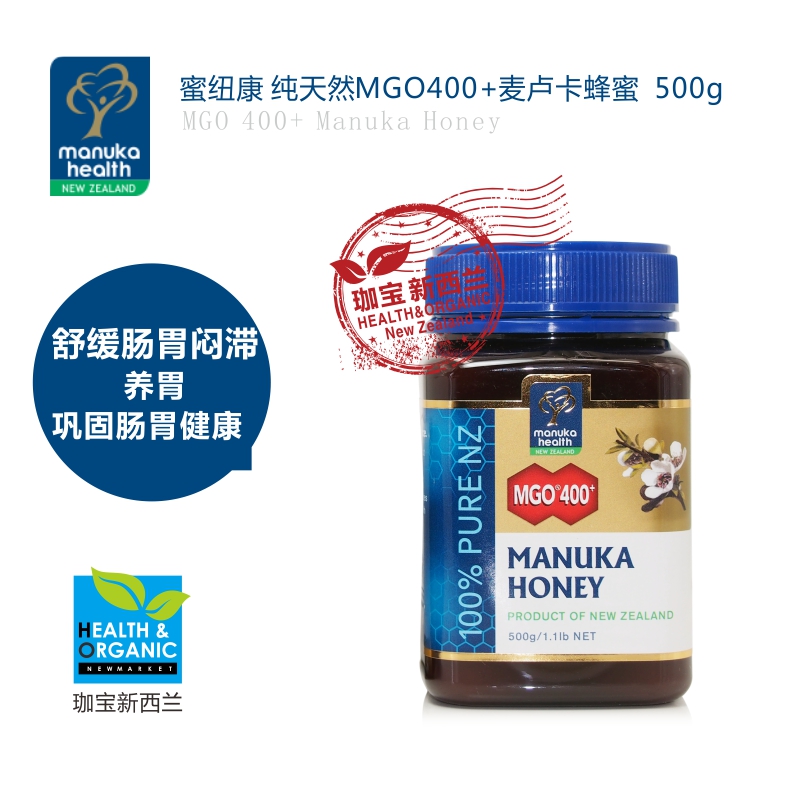 manuka
health
NEW ZEALAND
蜜纽康 纯天然MGO400+麦卢卡蜂蜜 500g
MGO 400+ Manuka Honey
珈宝新西兰
HEALTH&ORGANIC
New Zealand
舒缓肠胃闷滞
养胃
巩固肠胃健康
manuka
health
NEW ZEALAND
MGO® 400+
100% PURE NZ
MANUKA
HONEY
PRODUCT OF NEW ZEALAND
500g/1.1lb NET
HEALTH &
ORGANIC
NEWMARKET
珈宝新西兰